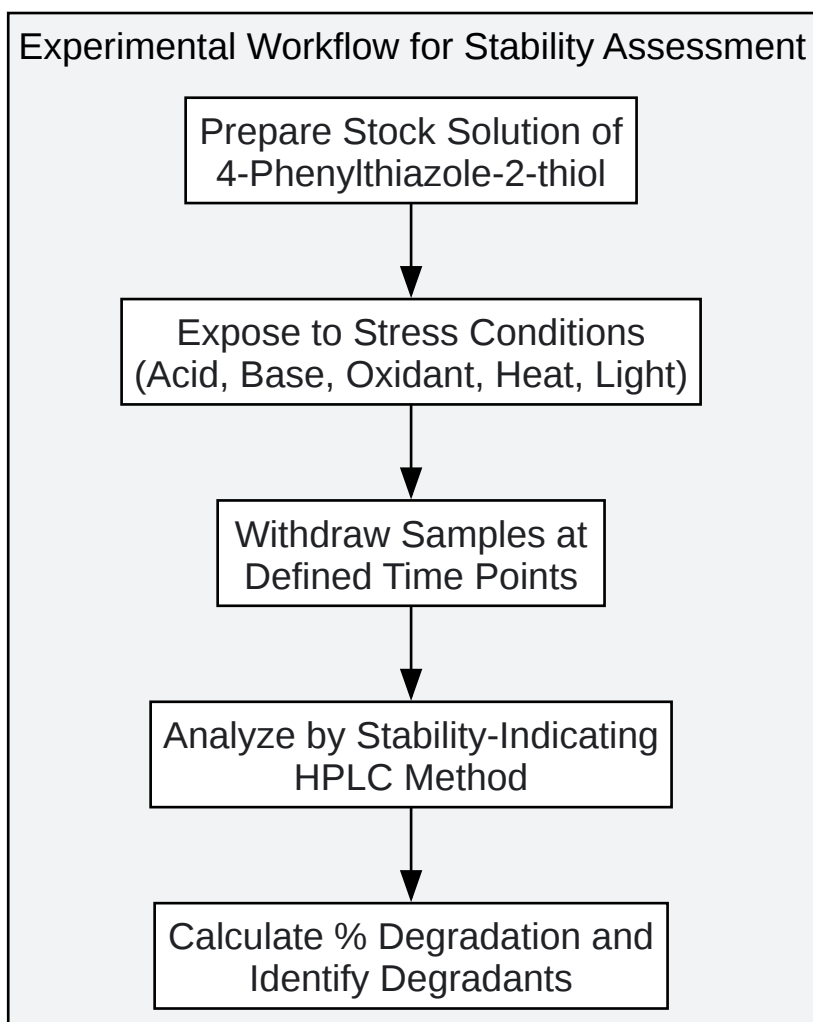 Experimental Workflow for Stability Assessment
Prepare Stock Solution of
4-Phenylthiazole-2-thiol
Expose to Stress Conditions
(Acid, Base, Oxidant, Heat, Light)
Withdraw Samples at
Defined Time Points
Analyze by Stability-Indicating
HPLC Method
Calculate % Degradation and
Identify Degradants